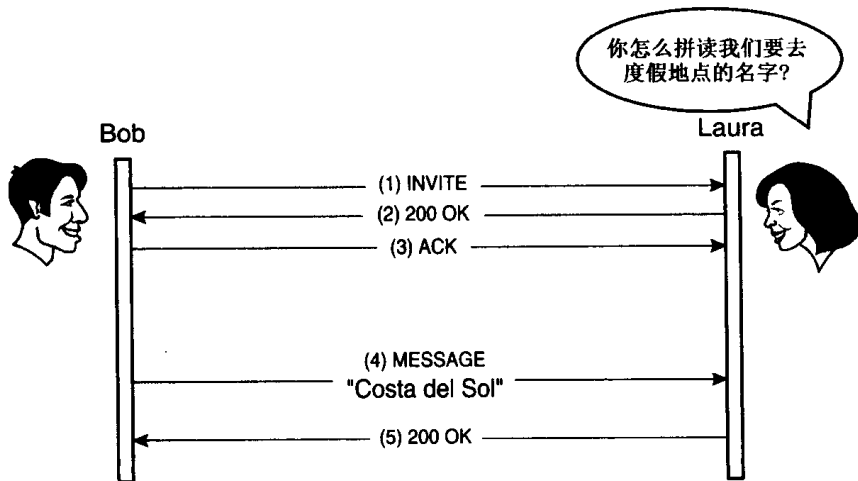 你怎么拼读我们要去
度假地点的名字?
Bob
Laura
(1) INVITE
(2) 200 OK
(3) ACK
(4) MESSAGE
"Costa del Sol"
(5) 200 OK